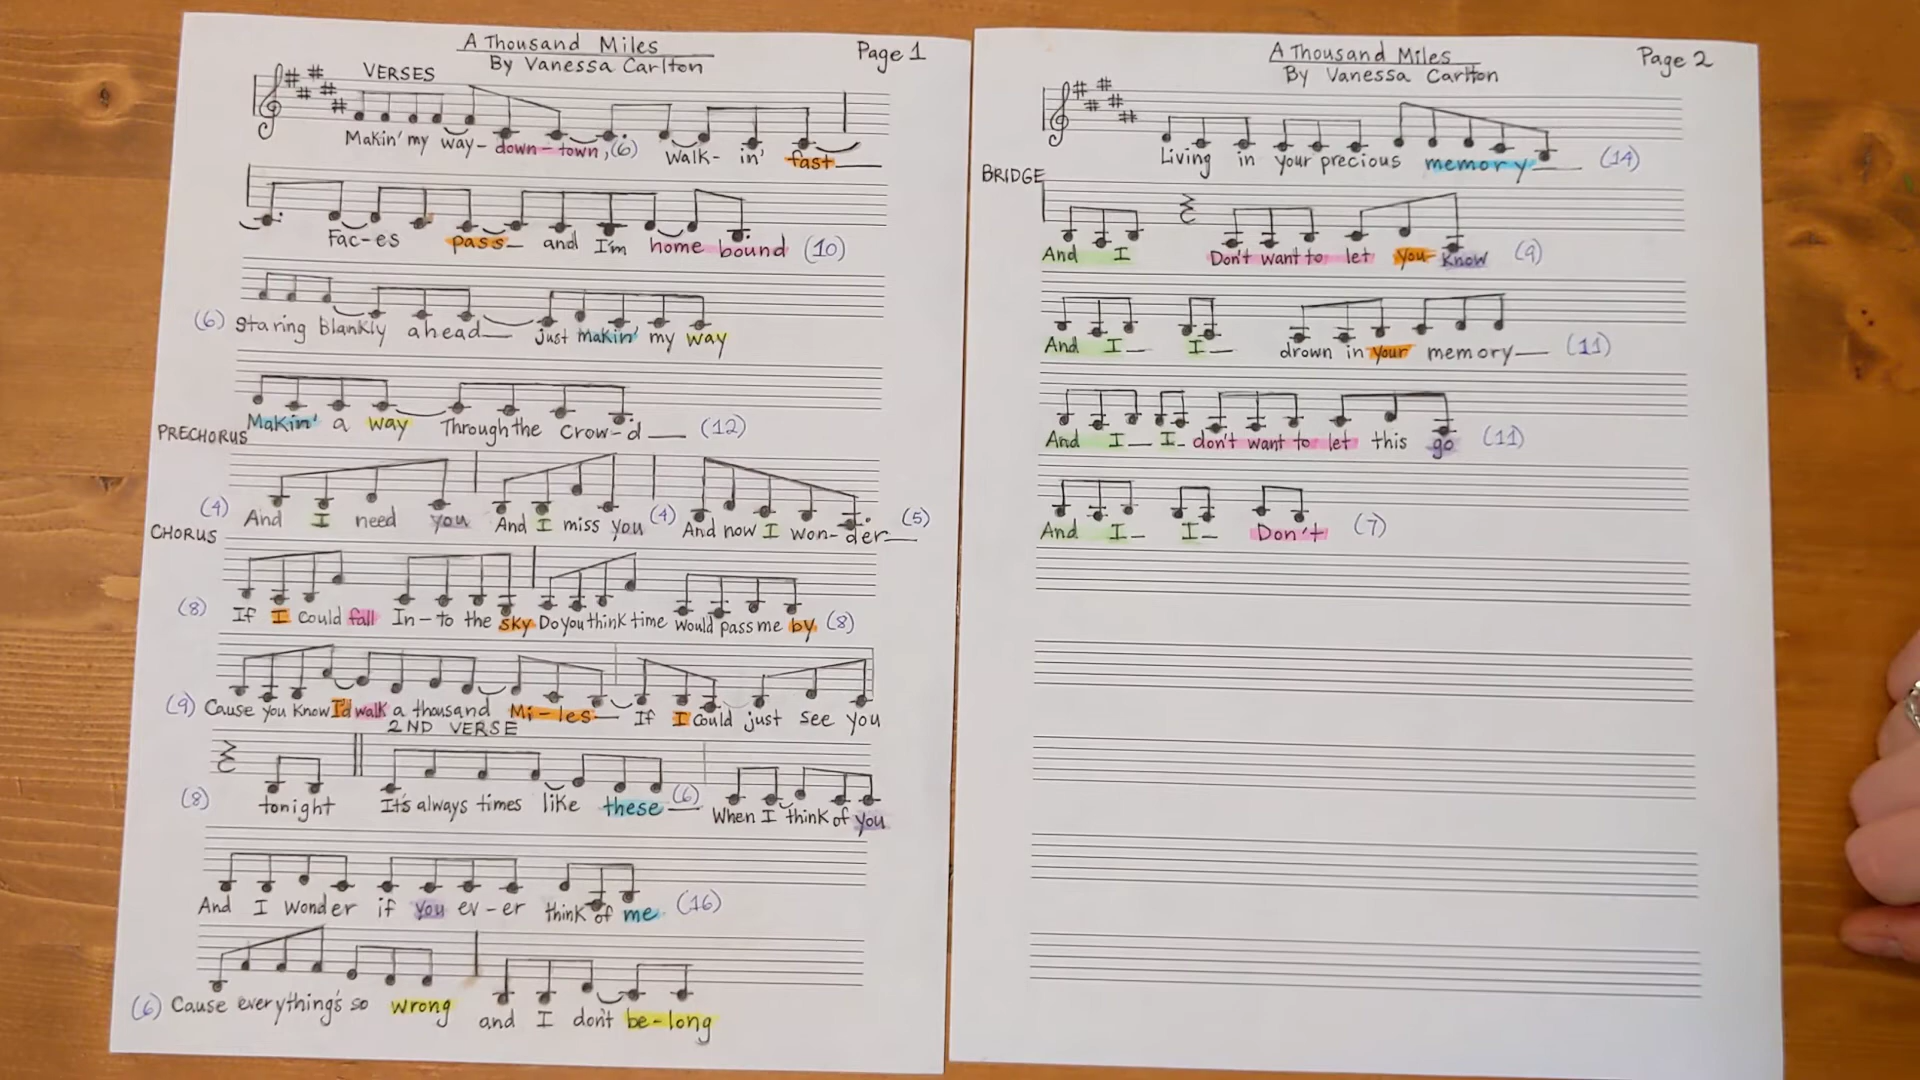 A Thousand Miles
By Vanessa Carlton
Page 1
VERSES
Makin' my way-down-town, (6) Walk-in' fast
Fac-es pass and I'm home bound (10)
(6) Staring blankly ahead just makin' my way
Makin' a way Through the Crow-d (12)
PRECHORUS
(4) And I need you And I miss you (4) And now I won-der (5)
CHORUS
(8) If I could fall In-to the sky Do you think time would pass me by (8)
(9) Cause you know I'd walk a thousand Mi-les If I could just see you
2ND VERSE
(8) tonight It's always times like these (6) When I think of you
And I wonder if you ev-er think of me (16)
(6) Cause everything's so wrong and I don't be-long
A Thousand Miles
By Vanessa Carlton
Page 2
Living in your precious memory (14)
BRIDGE
And I Don't want to let you know (9)
And I I drown in your memory (11)
And I I don't want to let this go (11)
And I I Don't (7)